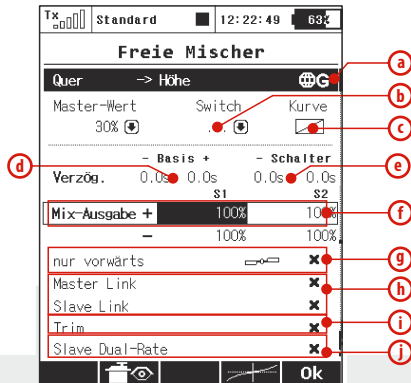 Tx Standard 12:22:49 63%
Freie Mischer
Quer -> Höhe G
a
Master-Wert Switch Kurve
b
30% ...
c
- Basis + - Schalter
d
e
Verzög. 0.0s 0.0s 0.0s 0.0s
S1 S2
Mix-Ausgabe + 100% 100%
f
- 100% 100%
nur vorwärts ×
g
Master Link ×
h
Slave Link ×
Trim ×
i
Slave Dual-Rate ×
j
Ok